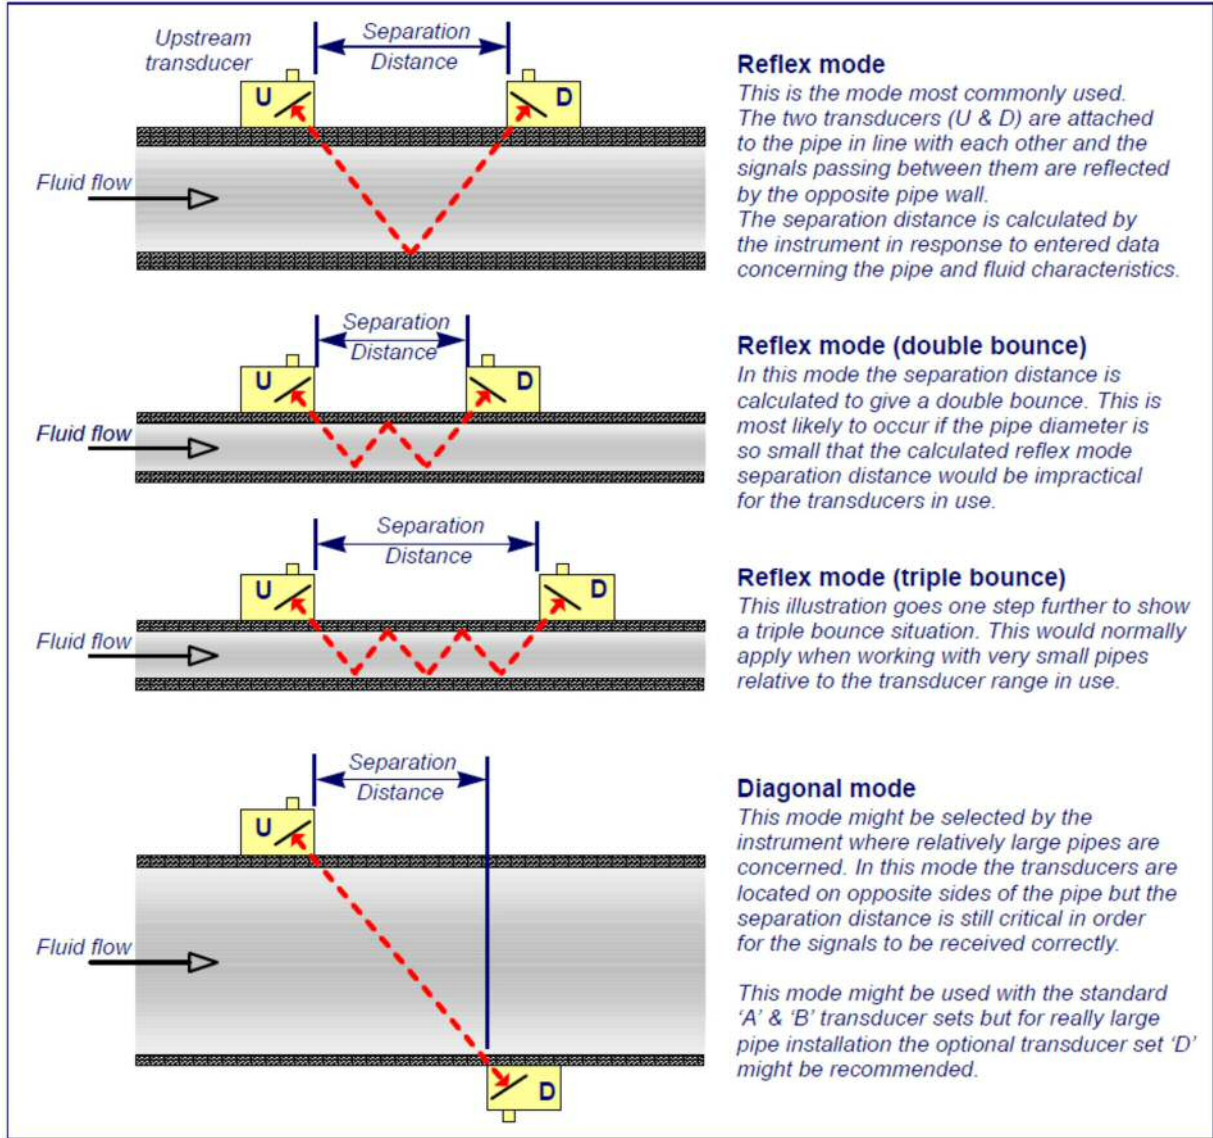 Upstream
transducer
Separation
Distance
U
D
Fluid flow
Reflex mode
This is the mode most commonly used.
The two transducers (U & D) are attached
to the pipe in line with each other and the
signals passing between them are reflected
by the opposite pipe wall.
The separation distance is calculated by
the instrument in response to entered data
concerning the pipe and fluid characteristics.
Separation
Distance
U
D
Fluid flow
Reflex mode (double bounce)
In this mode the separation distance is
calculated to give a double bounce. This is
most likely to occur if the pipe diameter is
so small that the calculated reflex mode
separation distance would be impractical
for the transducers in use.
Separation
Distance
U
D
Fluid flow
Reflex mode (triple bounce)
This illustration goes one step further to show
a triple bounce situation. This would normally
apply when working with very small pipes
relative to the transducer range in use.
Separation
Distance
U
Fluid flow
D
Diagonal mode
This mode might be selected by the
instrument where relatively large pipes are
concerned. In this mode the transducers are
located on opposite sides of the pipe but the
separation distance is still critical in order
for the signals to be received correctly.
This mode might be used with the standard
‘A’ & ‘B’ transducer sets but for really large
pipe installation the optional transducer set ‘D’
might be recommended.